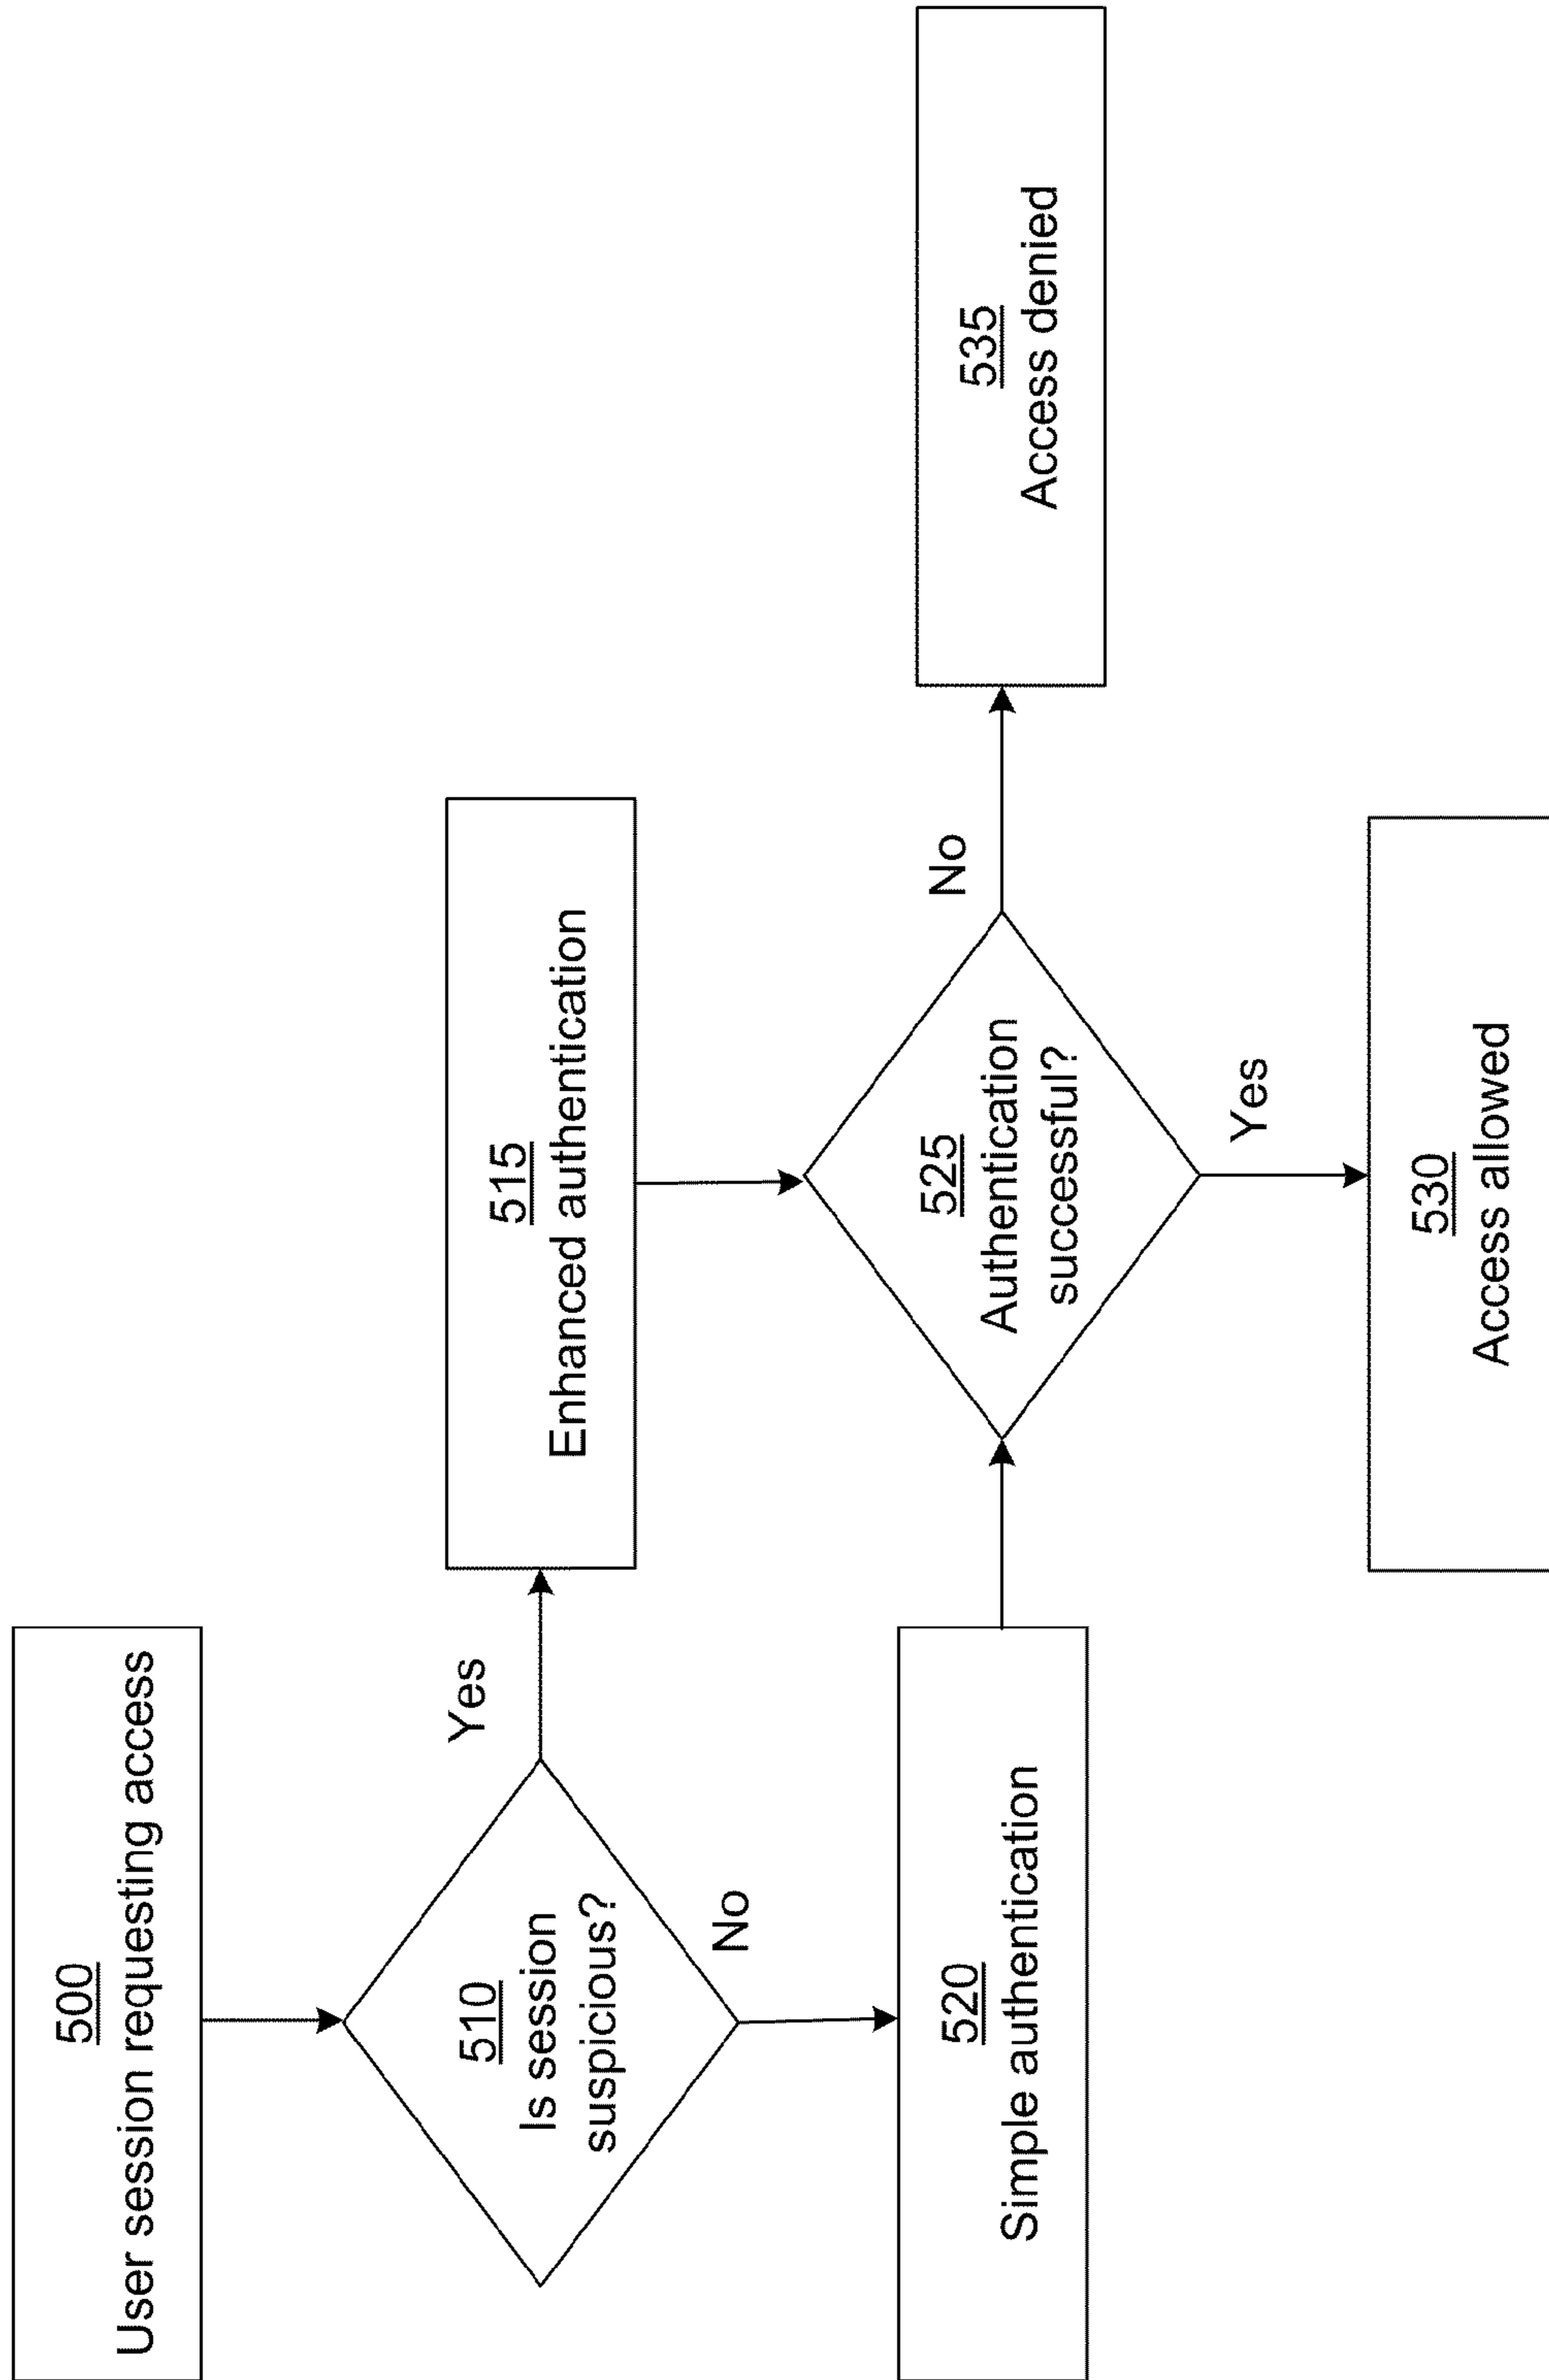 500
User session requesting access
510
Is session
suspicious?
Yes
No
515
Enhanced authentication
520
Simple authentication
525
Authentication
successful?
No
Yes
535
Access denied
530
Access allowed